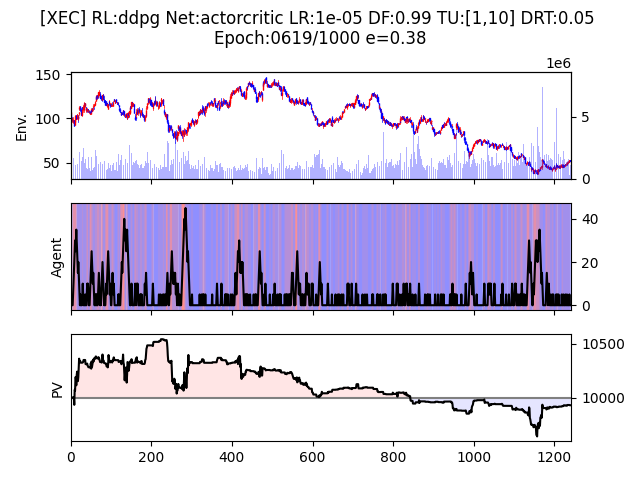 [XEC] RL:ddpg Net:actorcritic LR:1e-05 DF:0.99 TU:[1,10] DRT:0.05
Epoch:0619/1000 e=0.38
1e6
150
100
50
Env.
5
0
Agent
40
20
0
PV
10500
10000
0 200 400 600 800 1000 1200